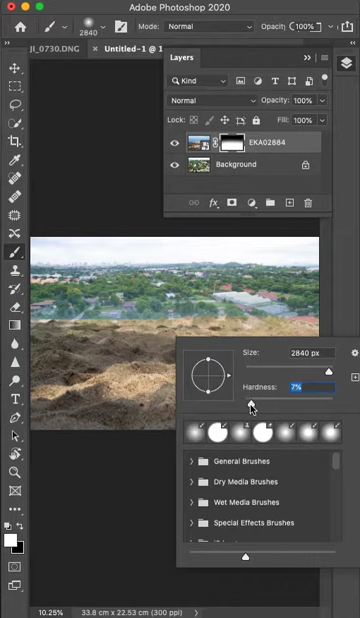 Adobe Photoshop 2020
2840
Mode: Normal
Opacity: 100%
JI_0730.DNG
× Untitled-1 @ 1
Layers
Kind
Normal
Opacity: 100%
Lock:
Fill: 100%
EKA02884
Background
fx
Size:
2840 px
Hardness:
7%
General Brushes
Dry Media Brushes
Wet Media Brushes
Special Effects Brushes
10.25%
33.8 cm x 22.53 cm (300 ppi)